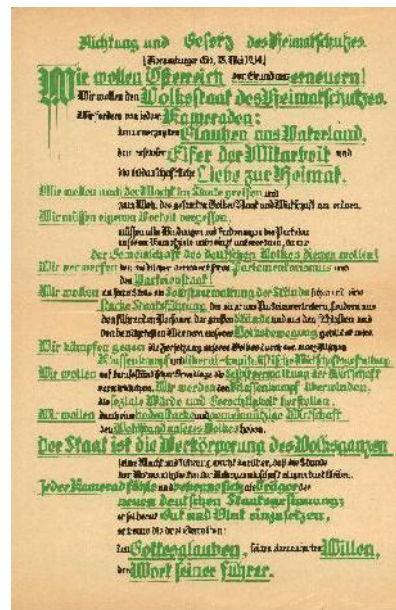 Richtung und Gesetz des Heimatschutzes.
Wir wollen Österreich von Grund aus erneuern!
Wir wollen den Volksstaat des Heimatschutzes.
Wir fordern von jedem Kameraden:
den unverzagten Glauben ans Vaterland,
den rastlosen Eifer der Mitarbeit und
die leidenschaftliche Liebe zur Heimat.
Wir wollen nach der Macht im Staate greifen und
zum Wohl des gesamten Volkes Staat und Wirtschaft neu ordnen.
Wir müssen eigenen Vorteil vergessen,
müssen alle Bindungen und Forderungen der Parteien
unserem Kampfziele unbedingt unterordnen, da wir
der Gemeinschaft des deutschen Volkes dienen wollen!
Wir verwerfen den westlichen demokratischen Parlamentarismus und
den Parteienstaat!
Wir wollen an seine Stelle die Selbstverwaltung der Stände setzen und eine
starke Staatsführung, die nicht aus Parteienvertretern, sondern aus
den führenden Personen der großen Stände und aus den fähigsten und
den bewährtesten Männern unserer Volksbewegung gebildet wird.
Wir kämpfen gegen die Zersetzung unseres Volkes durch den marxistischen
Klassenkampf und liberal-kapitalistische Wirtschaftsgestaltung.
Wir wollen auf berufsständischer Grundlage die Selbstverwaltung der Wirtschaft
verwirklichen. Wir werden den Klassenkampf überwinden,
die soziale Würde und Gerechtigkeit herstellen.
Wir wollen durch eine bodenstarke und gemeinnützige Wirtschaft
den Wohlstand unseres Volkes heben.
Der Staat ist die Verkörperung des Volksganzen
seine Macht und Führung wacht darüber, daß die Stände
den Notwendigkeiten der Volksgemeinschaft eingeordnet bleiben.
Jeder Kamerad fühle und bekenne sich als Träger der
neuen deutschen Staatsgesinnung;
er sei bereit Gut und Blut einzusetzen,
er kenne die drei Gewalten:
den Gottesglauben, seinen eigenen harten Willen,
das Wort seiner Führer.